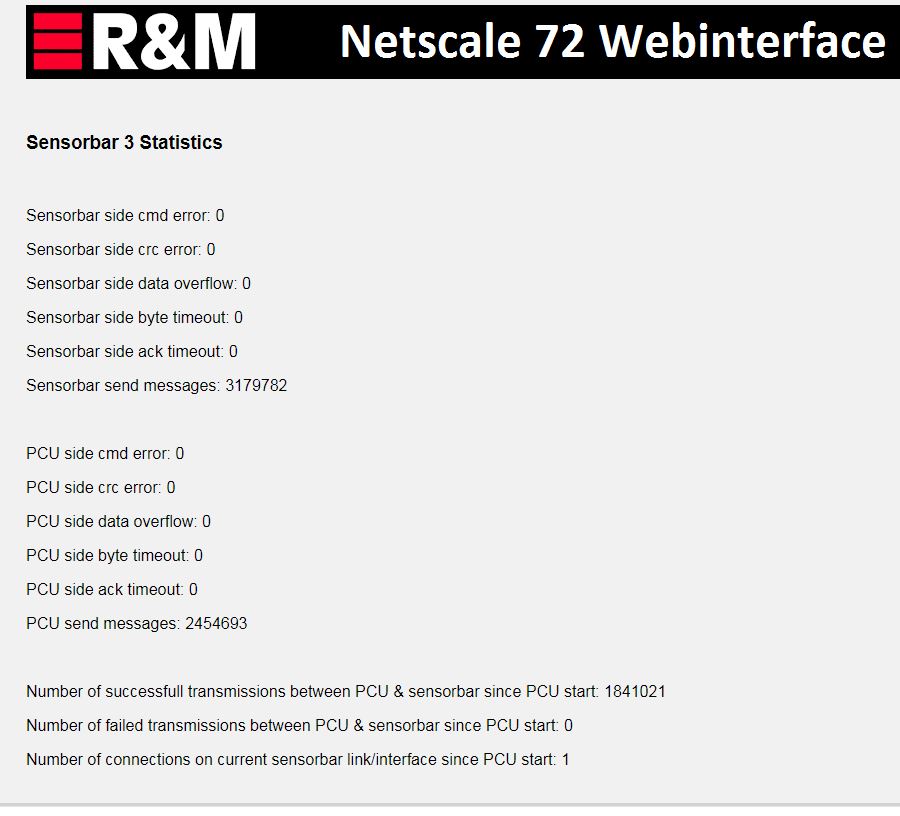 R&M Netscale 72 Webinterface
Sensorbar 3 Statistics
Sensorbar side cmd error: 0
Sensorbar side crc error: 0
Sensorbar side data overflow: 0
Sensorbar side byte timeout: 0
Sensorbar side ack timeout: 0
Sensorbar send messages: 3179782
PCU side cmd error: 0
PCU side crc error: 0
PCU side data overflow: 0
PCU side byte timeout: 0
PCU side ack timeout: 0
PCU send messages: 2454693
Number of successfull transmissions between PCU & sensorbar since PCU start: 1841021
Number of failed transmissions between PCU & sensorbar since PCU start: 0
Number of connections on current sensorbar link/interface since PCU start: 1